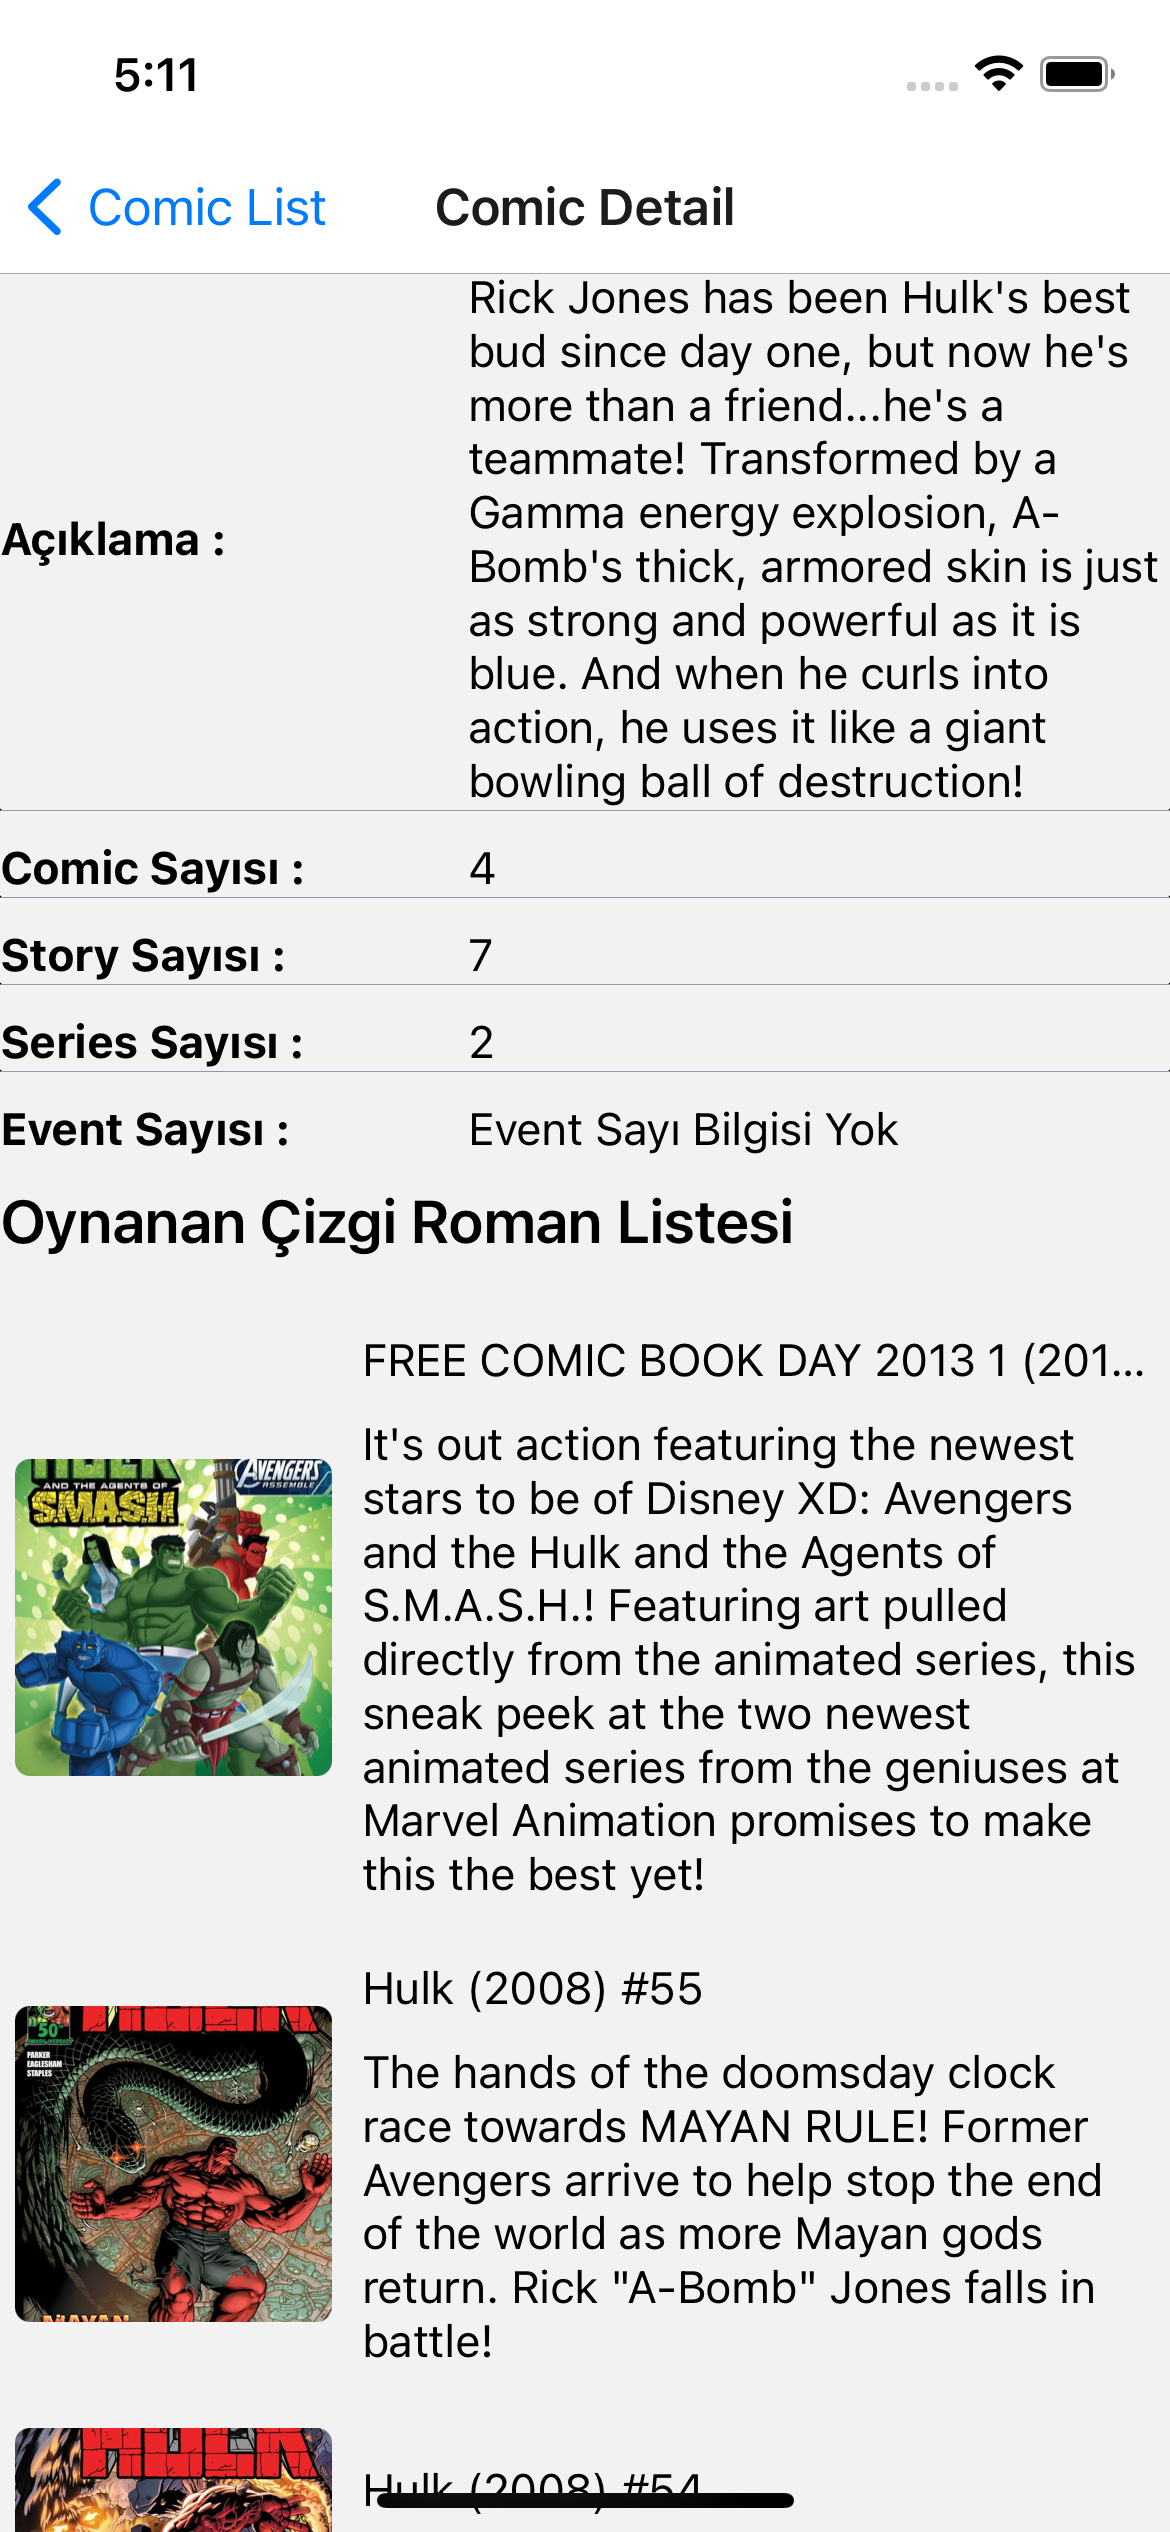 5:11
Comic List
Comic Detail
Rick Jones has been Hulk's best
bud since day one, but now he's
more than a friend...he's a
teammate! Transformed by a
Gamma energy explosion, A-
Bomb's thick, armored skin is just
as strong and powerful as it is
blue. And when he curls into
action, he uses it like a giant
bowling ball of destruction!
Açıklama :
Comic Sayısı : 4
Story Sayısı : 7
Series Sayısı : 2
Event Sayısı : Event Sayı Bilgisi Yok
Oynanan Çizgi Roman Listesi
FREE COMIC BOOK DAY 2013 1 (201...
It's out action featuring the newest
stars to be of Disney XD: Avengers
and the Hulk and the Agents of
S.M.A.S.H.! Featuring art pulled
directly from the animated series, this
sneak peek at the two newest
animated series from the geniuses at
Marvel Animation promises to make
this the best yet!
HULK
AND THE AGENTS OF
S.M.A.S.H.
AVENGERS
ASSEMBLE
Hulk (2008) #55
The hands of the doomsday clock
race towards MAYAN RULE! Former
Avengers arrive to help stop the end
of the world as more Mayan gods
return. Rick "A-Bomb" Jones falls in
battle!
HULK
50
PARKER
EAGLESHAM
STAPLES
MAYAN
HULK
Hulk (2008) #54